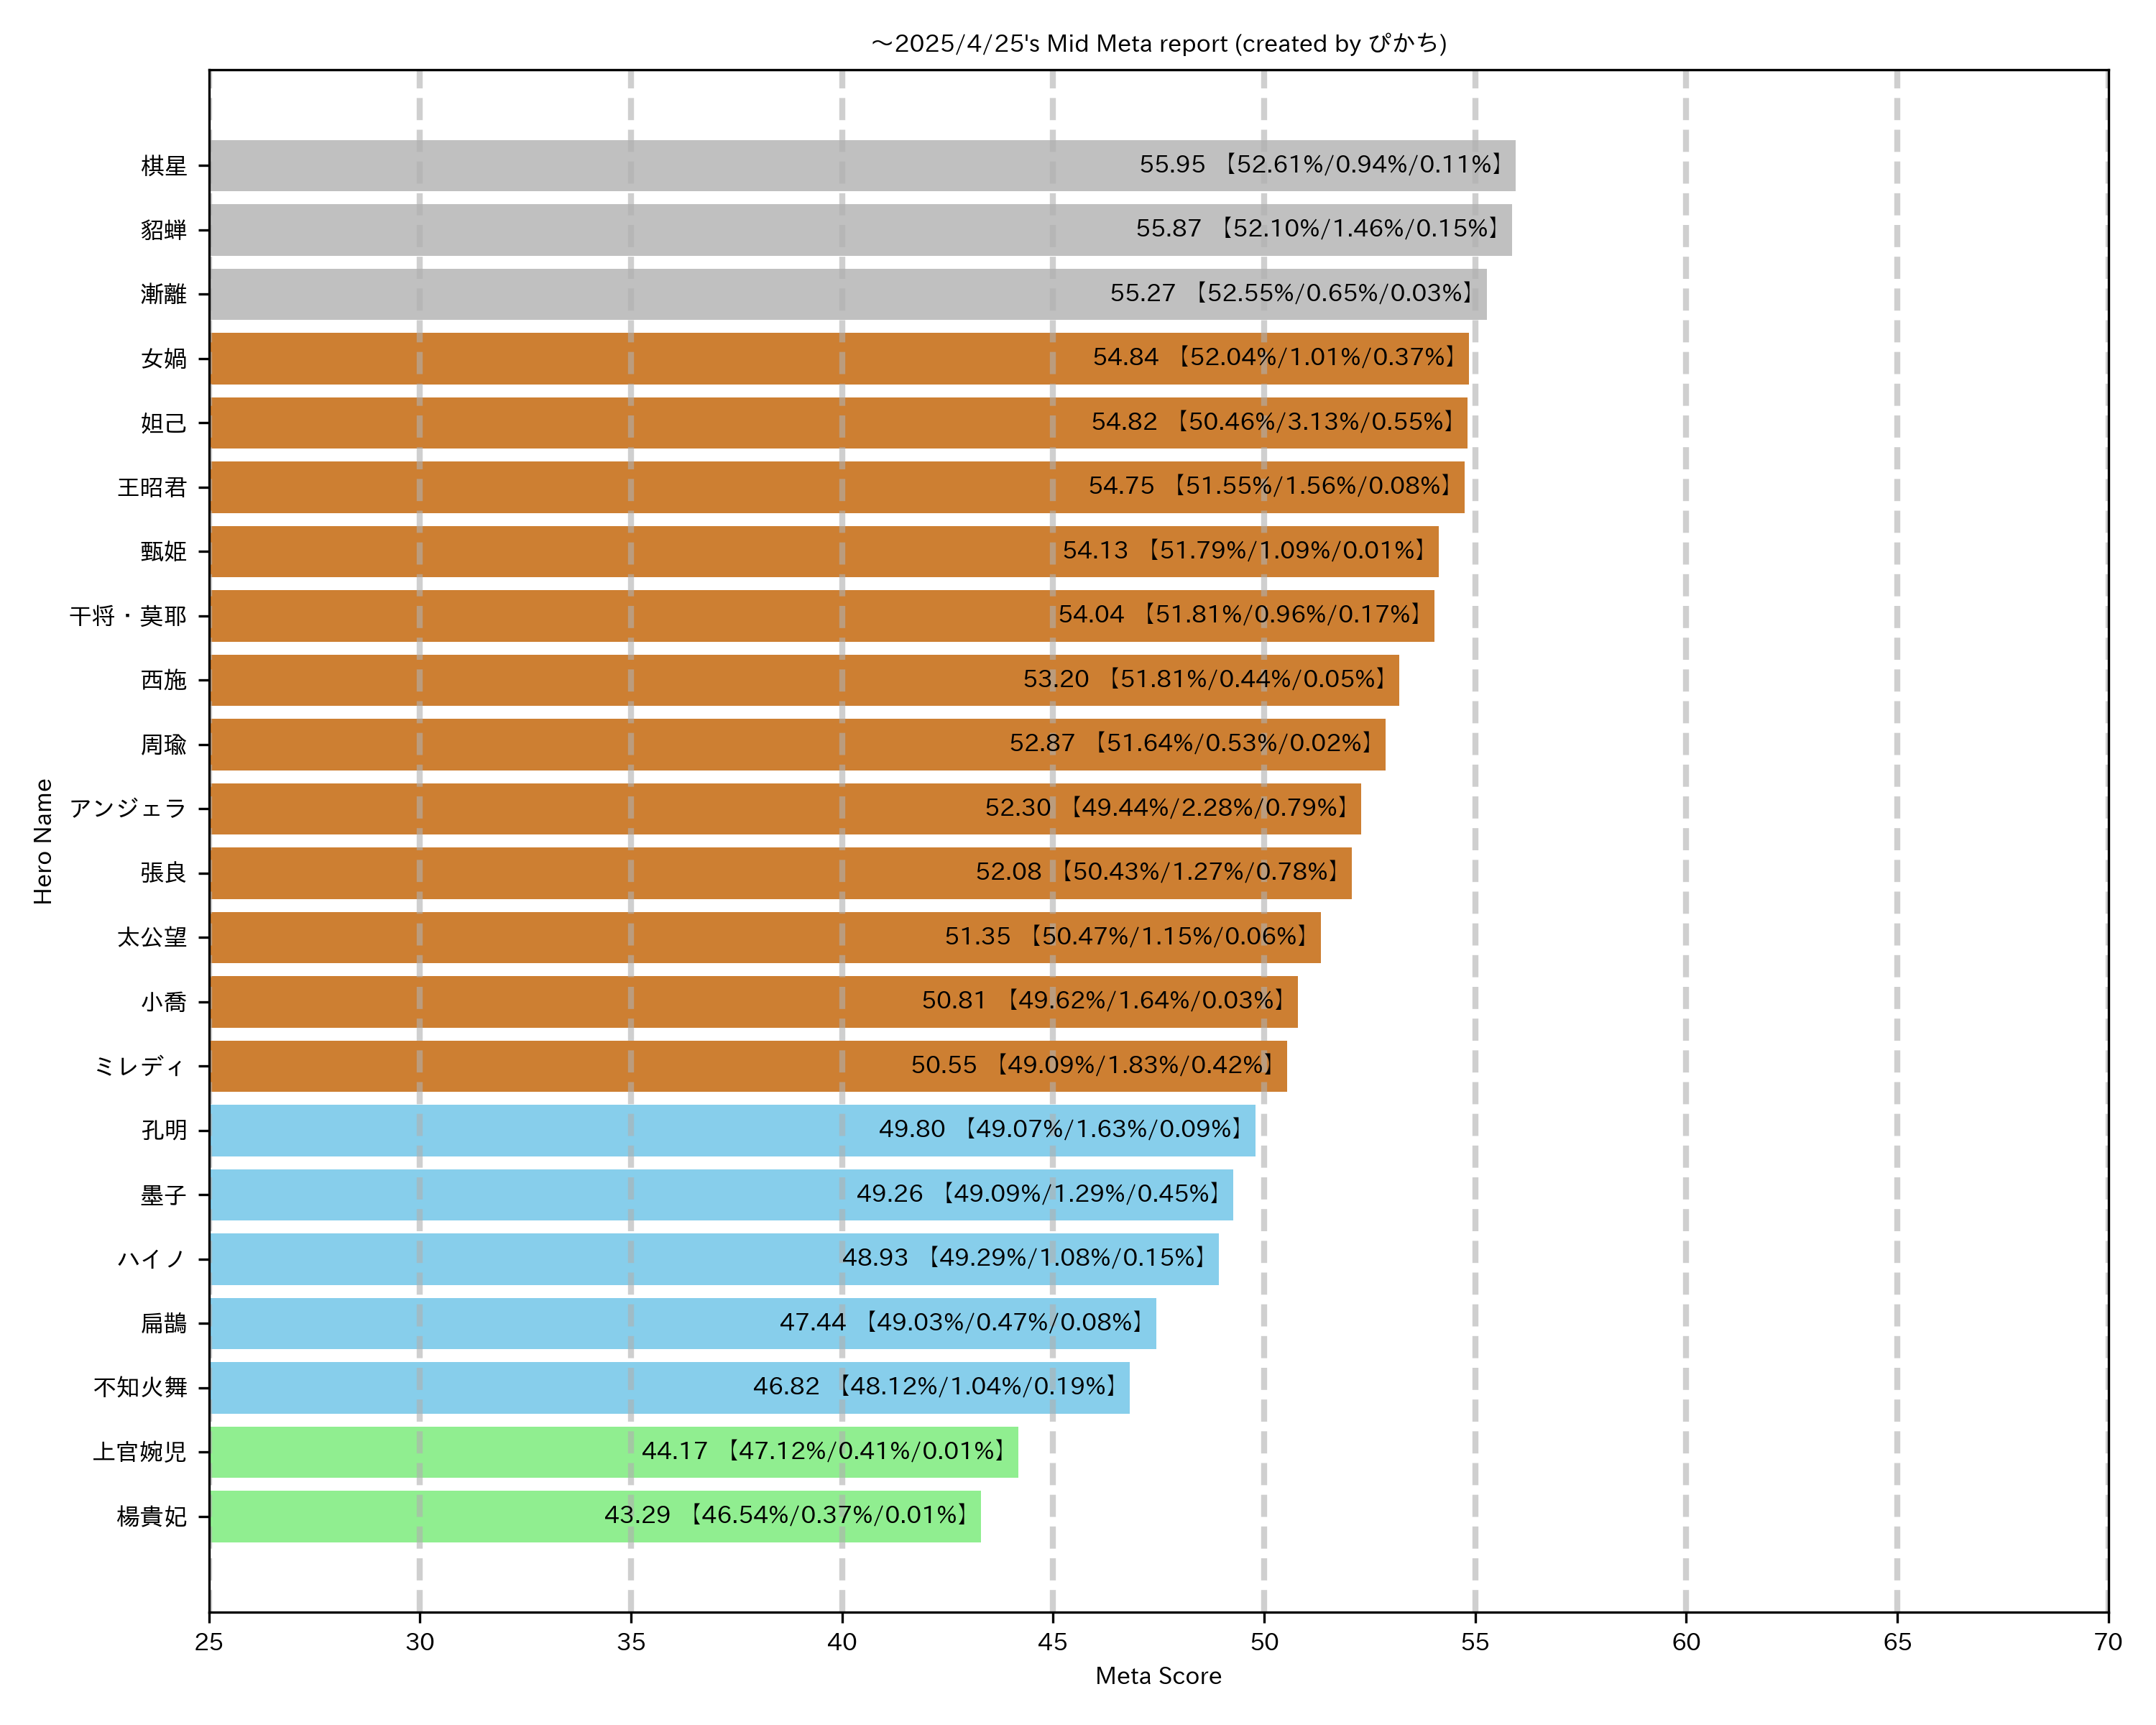 ～2025/4/25's Mid Meta report (created by ぴかち)
Hero Name
棋星 55.95 【52.61%/0.94%/0.11%】
貂蝉 55.87 【52.10%/1.46%/0.15%】
漸離 55.27 【52.55%/0.65%/0.03%】
女媧 54.84 【52.04%/1.01%/0.37%】
妲己 54.82 【50.46%/3.13%/0.55%】
王昭君 54.75 【51.55%/1.56%/0.08%】
甄姫 54.13 【51.79%/1.09%/0.01%】
干将・莫耶 54.04 【51.81%/0.96%/0.17%】
西施 53.20 【51.81%/0.44%/0.05%】
周瑜 52.87 【51.64%/0.53%/0.02%】
アンジェラ 52.30 【49.44%/2.28%/0.79%】
張良 52.08 【50.43%/1.27%/0.78%】
太公望 51.35 【50.47%/1.15%/0.06%】
小喬 50.81 【49.62%/1.64%/0.03%】
ミレディ 50.55 【49.09%/1.83%/0.42%】
孔明 49.80 【49.07%/1.63%/0.09%】
墨子 49.26 【49.09%/1.29%/0.45%】
ハイノ 48.93 【49.29%/1.08%/0.15%】
扁鵲 47.44 【49.03%/0.47%/0.08%】
不知火舞 46.82 【48.12%/1.04%/0.19%】
上官婉児 44.17 【47.12%/0.41%/0.01%】
楊貴妃 43.29 【46.54%/0.37%/0.01%】
25 30 35 40 45 50 55 60 65 70
Meta Score